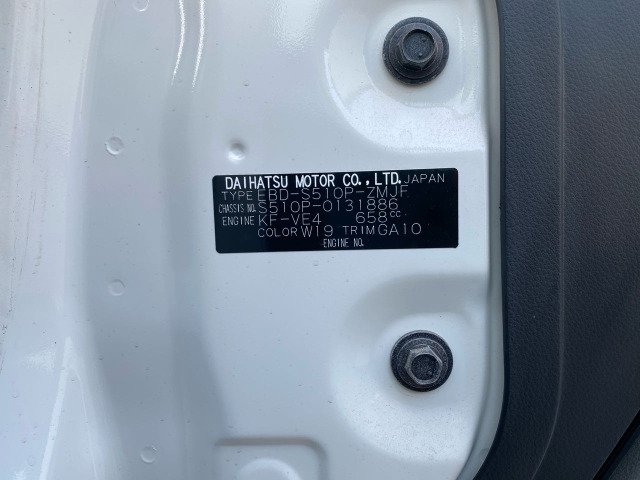 DAIHATSU MOTOR CO.,LTD. JAPAN
TYPE EBD-S510P-ZMJF
CHASSIS NO. S510P-0131886
ENGINE KF-VE4 658cc
COLOR W19 TRIM GA10
ENGINE NO.